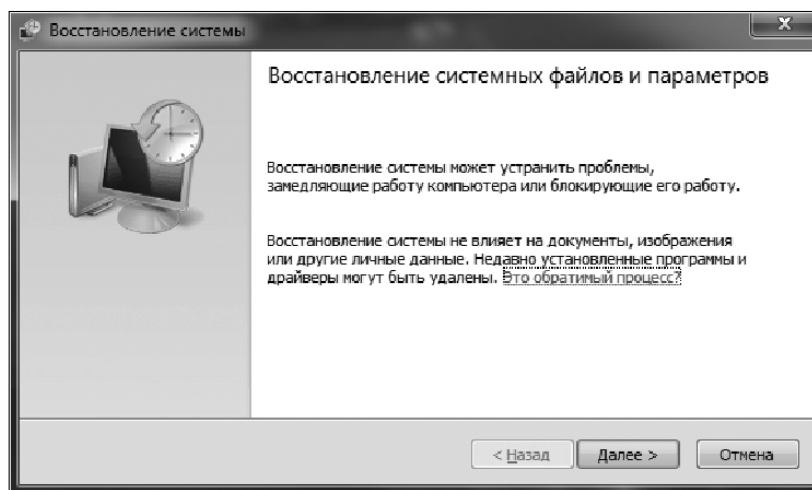 Восстановление системы
Восстановление системных файлов и параметров
Восстановление системы может устранить проблемы,
замедляющие работу компьютера или блокирующие его работу.
Восстановление системы не влияет на документы, изображения
или другие личные данные. Недавно установленные программы и
драйверы могут быть удалены. Это обратимый процесс?
< Назад Далее > Отмена